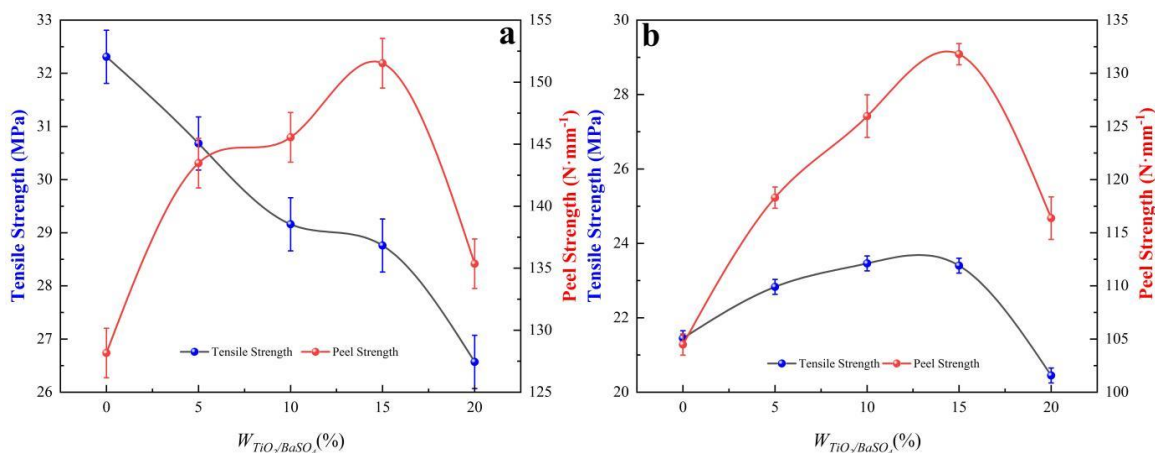 a
Tensile Strength (MPa)
33
32
31
30
29
28
27
26
Peel Strength (N·mm⁻¹)
155
150
145
140
135
130
125
Tensile Strength Peel Strength
0 5 10 15 20
W_TiO₂/BaSO₄(%)
b
Tensile Strength (MPa)
30
28
26
24
22
20
Peel Strength (N·mm⁻¹)
135
130
125
120
115
110
105
100
Tensile Strength Peel Strength
0 5 10 15 20
W_TiO₂/BaSO₄(%)